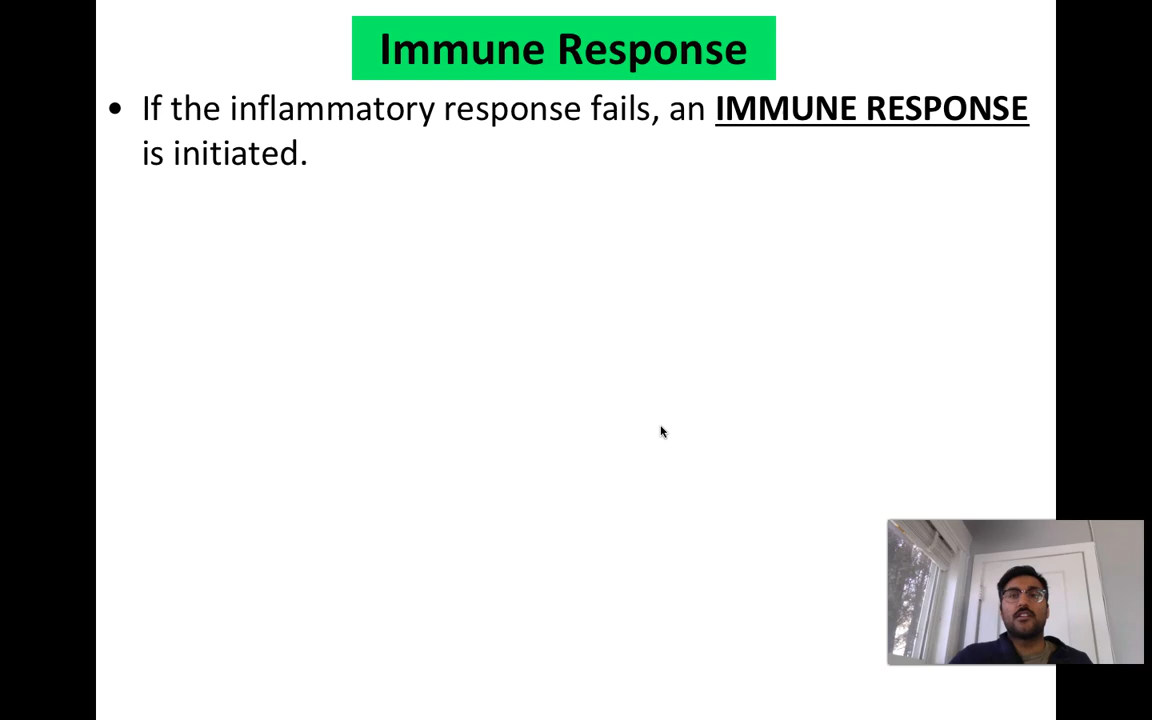 Immune Response
• If the inflammatory response fails, an IMMUNE RESPONSE
is initiated.